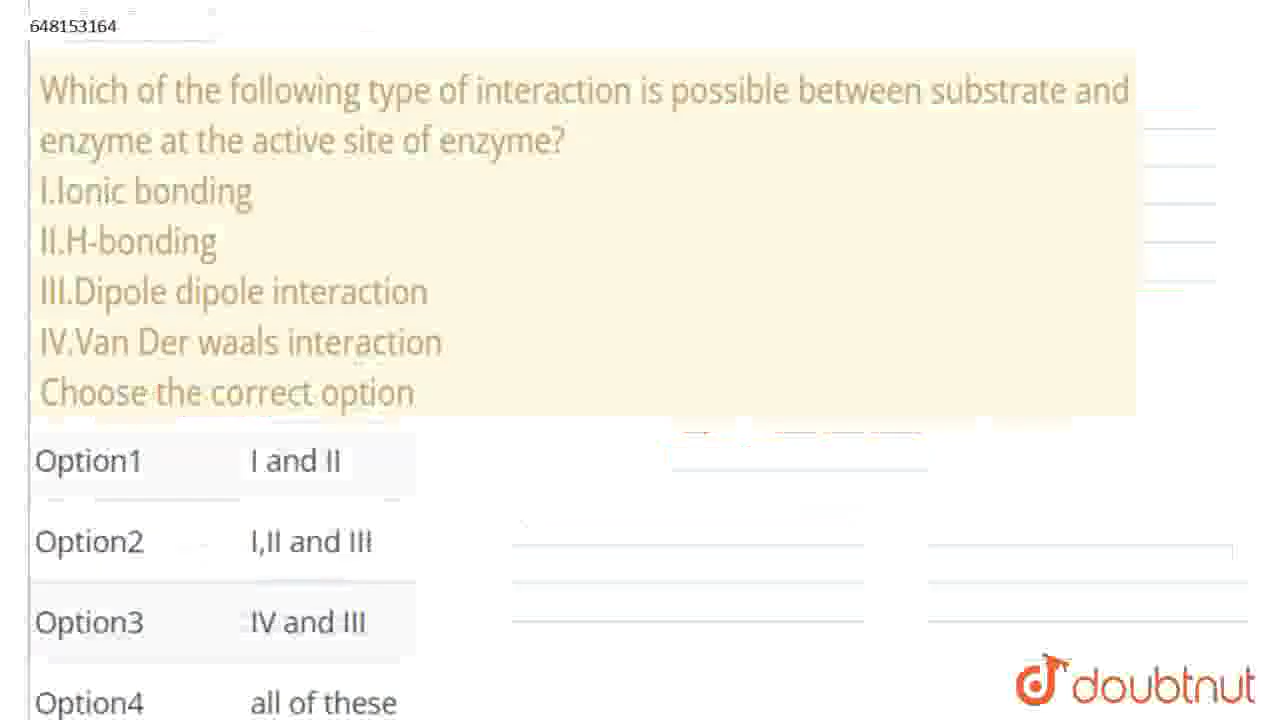 648153164
Which of the following type of interaction is possible between substrate and
enzyme at the active site of enzyme?
I.Ionic bonding
II.H-bonding
III.Dipole dipole interaction
IV.Van Der waals interaction
Choose the correct option
Option1 I and II
Option2 I,II and III
Option3 IV and III
Option4 all of these
doubtnut